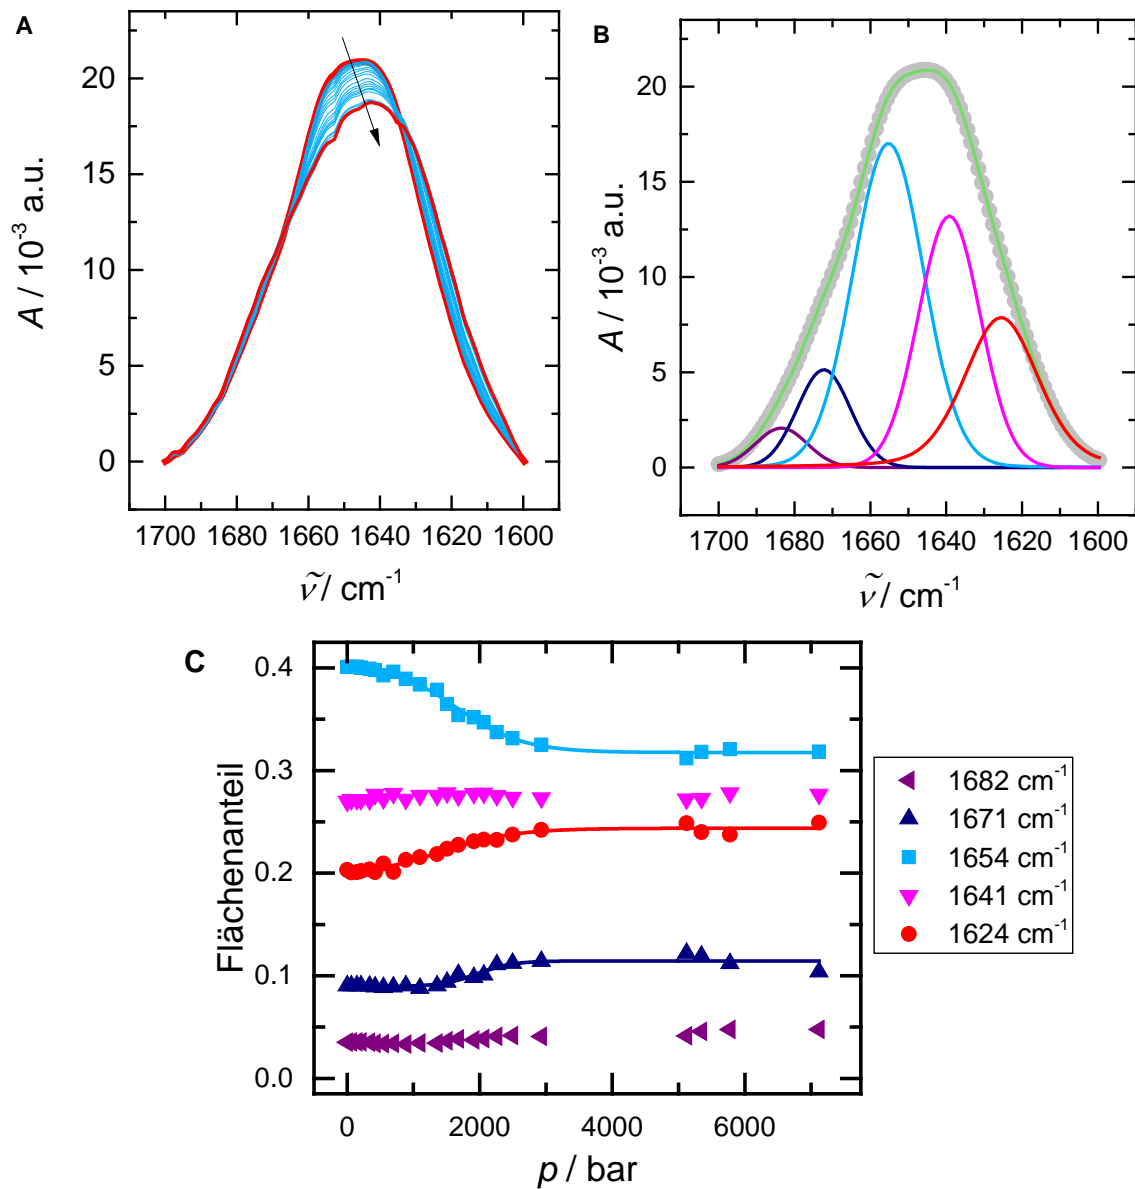 A
20
15
10
5
0
A / 10⁻³ a.u.
1700 1680 1660 1640 1620 1600
ṽ / cm⁻¹
B
20
15
10
5
0
A / 10⁻³ a.u.
1700 1680 1660 1640 1620 1600
ṽ / cm⁻¹
C
0.4
0.3
0.2
0.1
0.0
Flächenanteil
0 2000 4000 6000
p / bar
1682 cm⁻¹
1671 cm⁻¹
1654 cm⁻¹
1641 cm⁻¹
1624 cm⁻¹